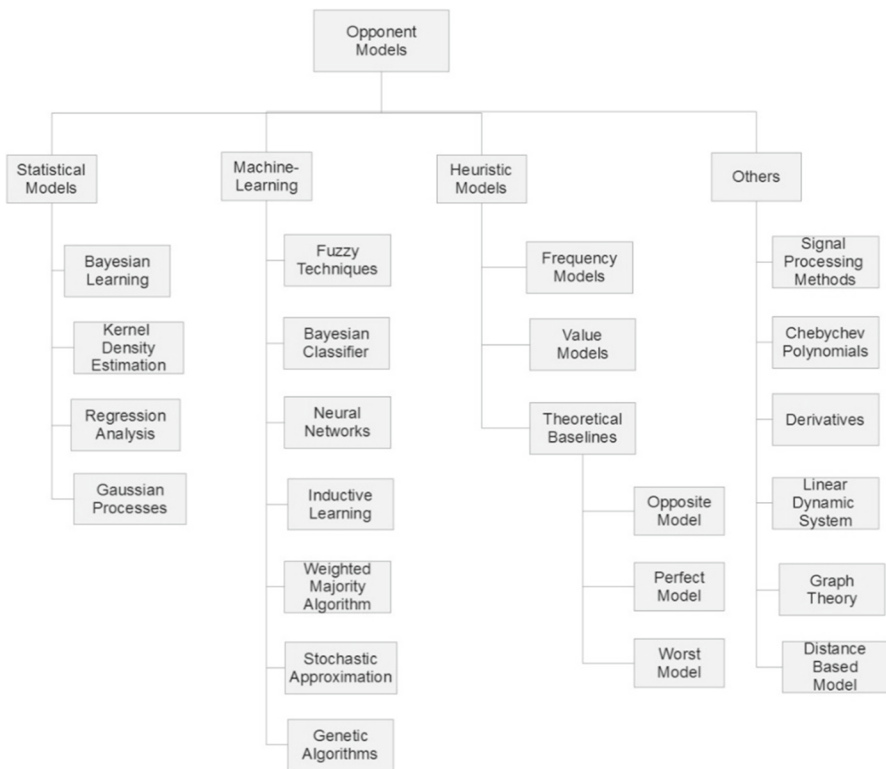 Opponent
Models
Statistical
Models
Bayesian
Learning
Kernel
Density
Estimation
Regression
Analysis
Gaussian
Processes
Machine-
Learning
Fuzzy
Techniques
Bayesian
Classifier
Neural
Networks
Inductive
Learning
Weighted
Majority
Algorithm
Stochastic
Approximation
Genetic
Algorithms
Heuristic
Models
Frequency
Models
Value
Models
Theoretical
Baselines
Opposite
Model
Perfect
Model
Worst
Model
Others
Signal
Processing
Methods
Chebychev
Polynomials
Derivatives
Linear
Dynamic
System
Graph
Theory
Distance
Based
Model